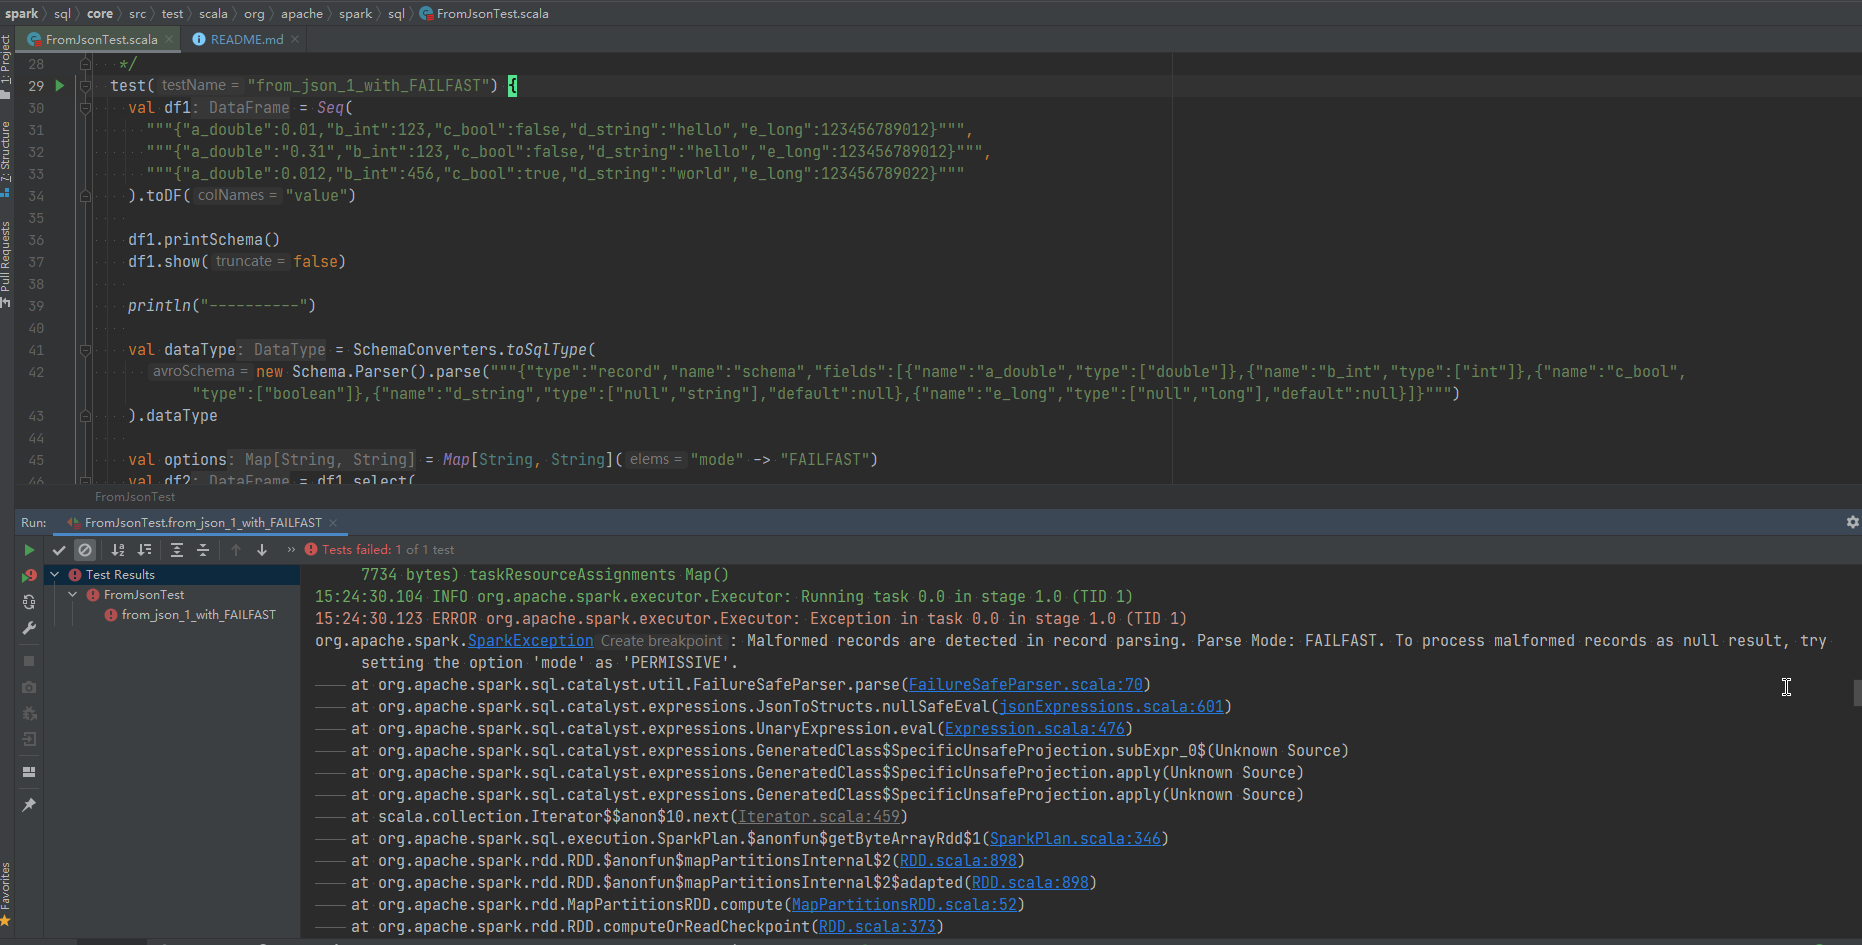 spark sql core src test scala org apache spark sql FromJsonTest.scala
FromJsonTest.scala README.md
1: Project
7: Structure
Pull Requests
Favorites
28 */
29 test( testName = "from_json_1_with_FAILFAST") {
30 val df1: DataFrame = Seq(
31 """{"a_double":0.01,"b_int":123,"c_bool":false,"d_string":"hello","e_long":123456789012}""",
32 """{"a_double":"0.31","b_int":123,"c_bool":false,"d_string":"hello","e_long":123456789012}""",
33 """{"a_double":0.012,"b_int":456,"c_bool":true,"d_string":"world","e_long":123456789022}"""
34 ).toDF( colNames = "value")
35
36 df1.printSchema()
37 df1.show( truncate = false)
38
39 println("----------")
40
41 val dataType: DataType = SchemaConverters.toSqlType(
42 avroSchema = new Schema.Parser().parse("""{"type":"record","name":"schema","fields":[{"name":"a_double","type":["double"]},{"name":"b_int","type":["int"]},{"name":"c_bool",
"type":["boolean"]},{"name":"d_string","type":["null","string"],"default":null},{"name":"e_long","type":["null","long"],"default":null}]}""")
43 ).dataType
44
45 val options: Map[String, String] = Map[String, String]( elems = "mode" -> "FAILFAST")
46 val df2: DataFrame = df1.select(
FromJsonTest
Run: FromJsonTest.from_json_1_with_FAILFAST
Tests failed: 1 of 1 test
Test Results
FromJsonTest
from_json_1_with_FAILFAST
7734 bytes) taskResourceAssignments Map()
15:24:30.104 INFO org.apache.spark.executor.Executor: Running task 0.0 in stage 1.0 (TID 1)
15:24:30.123 ERROR org.apache.spark.executor.Executor: Exception in task 0.0 in stage 1.0 (TID 1)
org.apache.spark.SparkException Create breakpoint : Malformed records are detected in record parsing. Parse Mode: FAILFAST. To process malformed records as null result, try
setting the option 'mode' as 'PERMISSIVE'.
at org.apache.spark.sql.catalyst.util.FailureSafeParser.parse(FailureSafeParser.scala:70)
at org.apache.spark.sql.catalyst.expressions.JsonToStructs.nullSafeEval(jsonExpressions.scala:601)
at org.apache.spark.sql.catalyst.expressions.UnaryExpression.eval(Expression.scala:476)
at org.apache.spark.sql.catalyst.expressions.GeneratedClass$SpecificUnsafeProjection.subExpr_0$(Unknown Source)
at org.apache.spark.sql.catalyst.expressions.GeneratedClass$SpecificUnsafeProjection.apply(Unknown Source)
at org.apache.spark.sql.catalyst.expressions.GeneratedClass$SpecificUnsafeProjection.apply(Unknown Source)
at scala.collection.Iterator$$anon$10.next(Iterator.scala:459)
at org.apache.spark.sql.execution.SparkPlan.$anonfun$getByteArrayRdd$1(SparkPlan.scala:346)
at org.apache.spark.rdd.RDD.$anonfun$mapPartitionsInternal$2(RDD.scala:898)
at org.apache.spark.rdd.RDD.$anonfun$mapPartitionsInternal$2$adapted(RDD.scala:898)
at org.apache.spark.rdd.MapPartitionsRDD.compute(MapPartitionsRDD.scala:52)
at org.apache.spark.rdd.RDD.computeOrReadCheckpoint(RDD.scala:373)